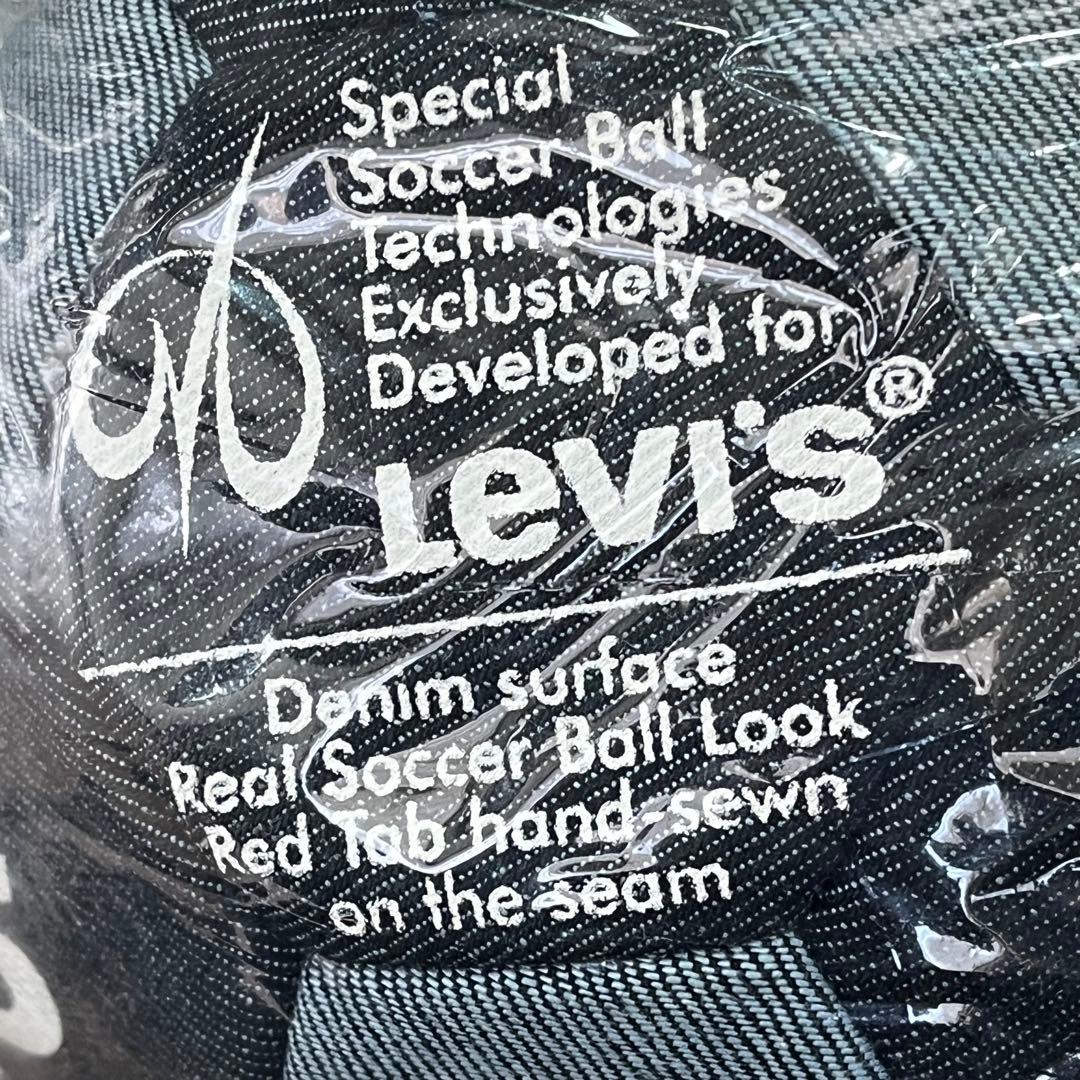 Special
Soccer Ball
Technologies
Exclusively
Developed for
Levi's®
Denim surface
Real Soccer Ball Look
Red Tab hand-sewn
on the seam